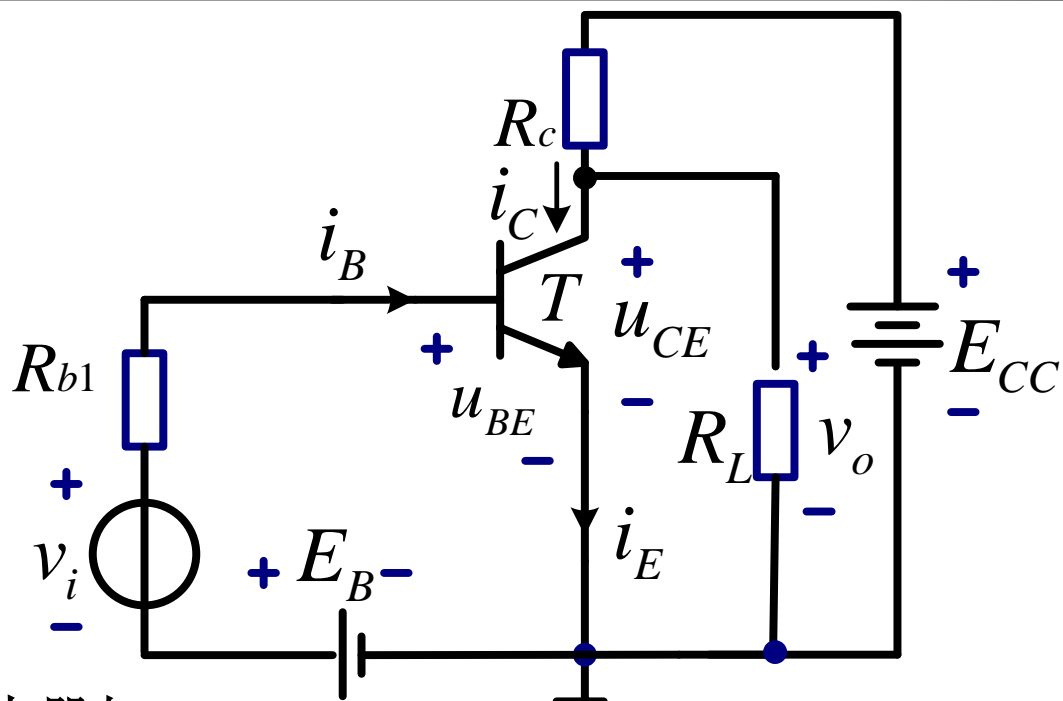 Rc
iC
iB
T
+
+
uCE
+
ECC
+
Rb1
+
uBE
−
−
RL
vo
−
+
−
vi
+ EB −
iE
−